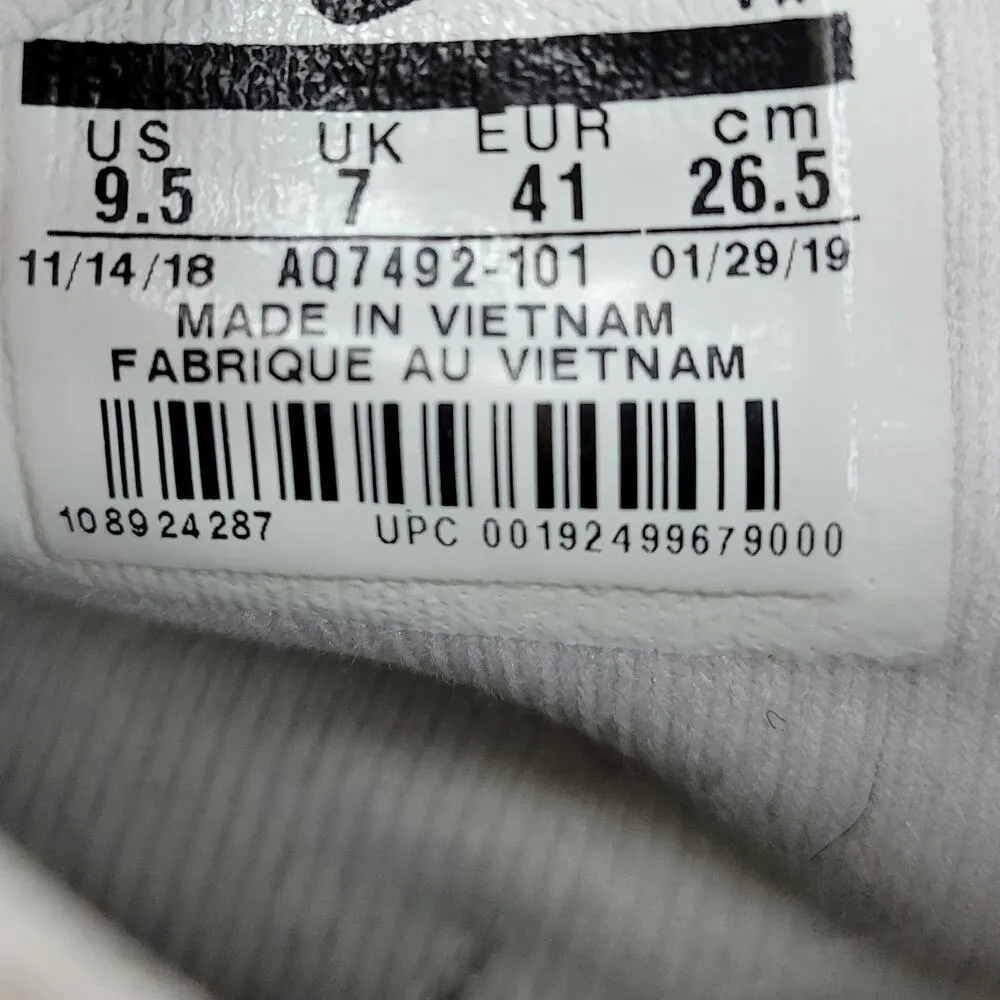 US UK EUR cm
9.5 7 41 26.5
11/14/18 AQ7492-101 01/29/19
MADE IN VIETNAM
FABRIQUE AU VIETNAM
108924287 UPC 00192499679000